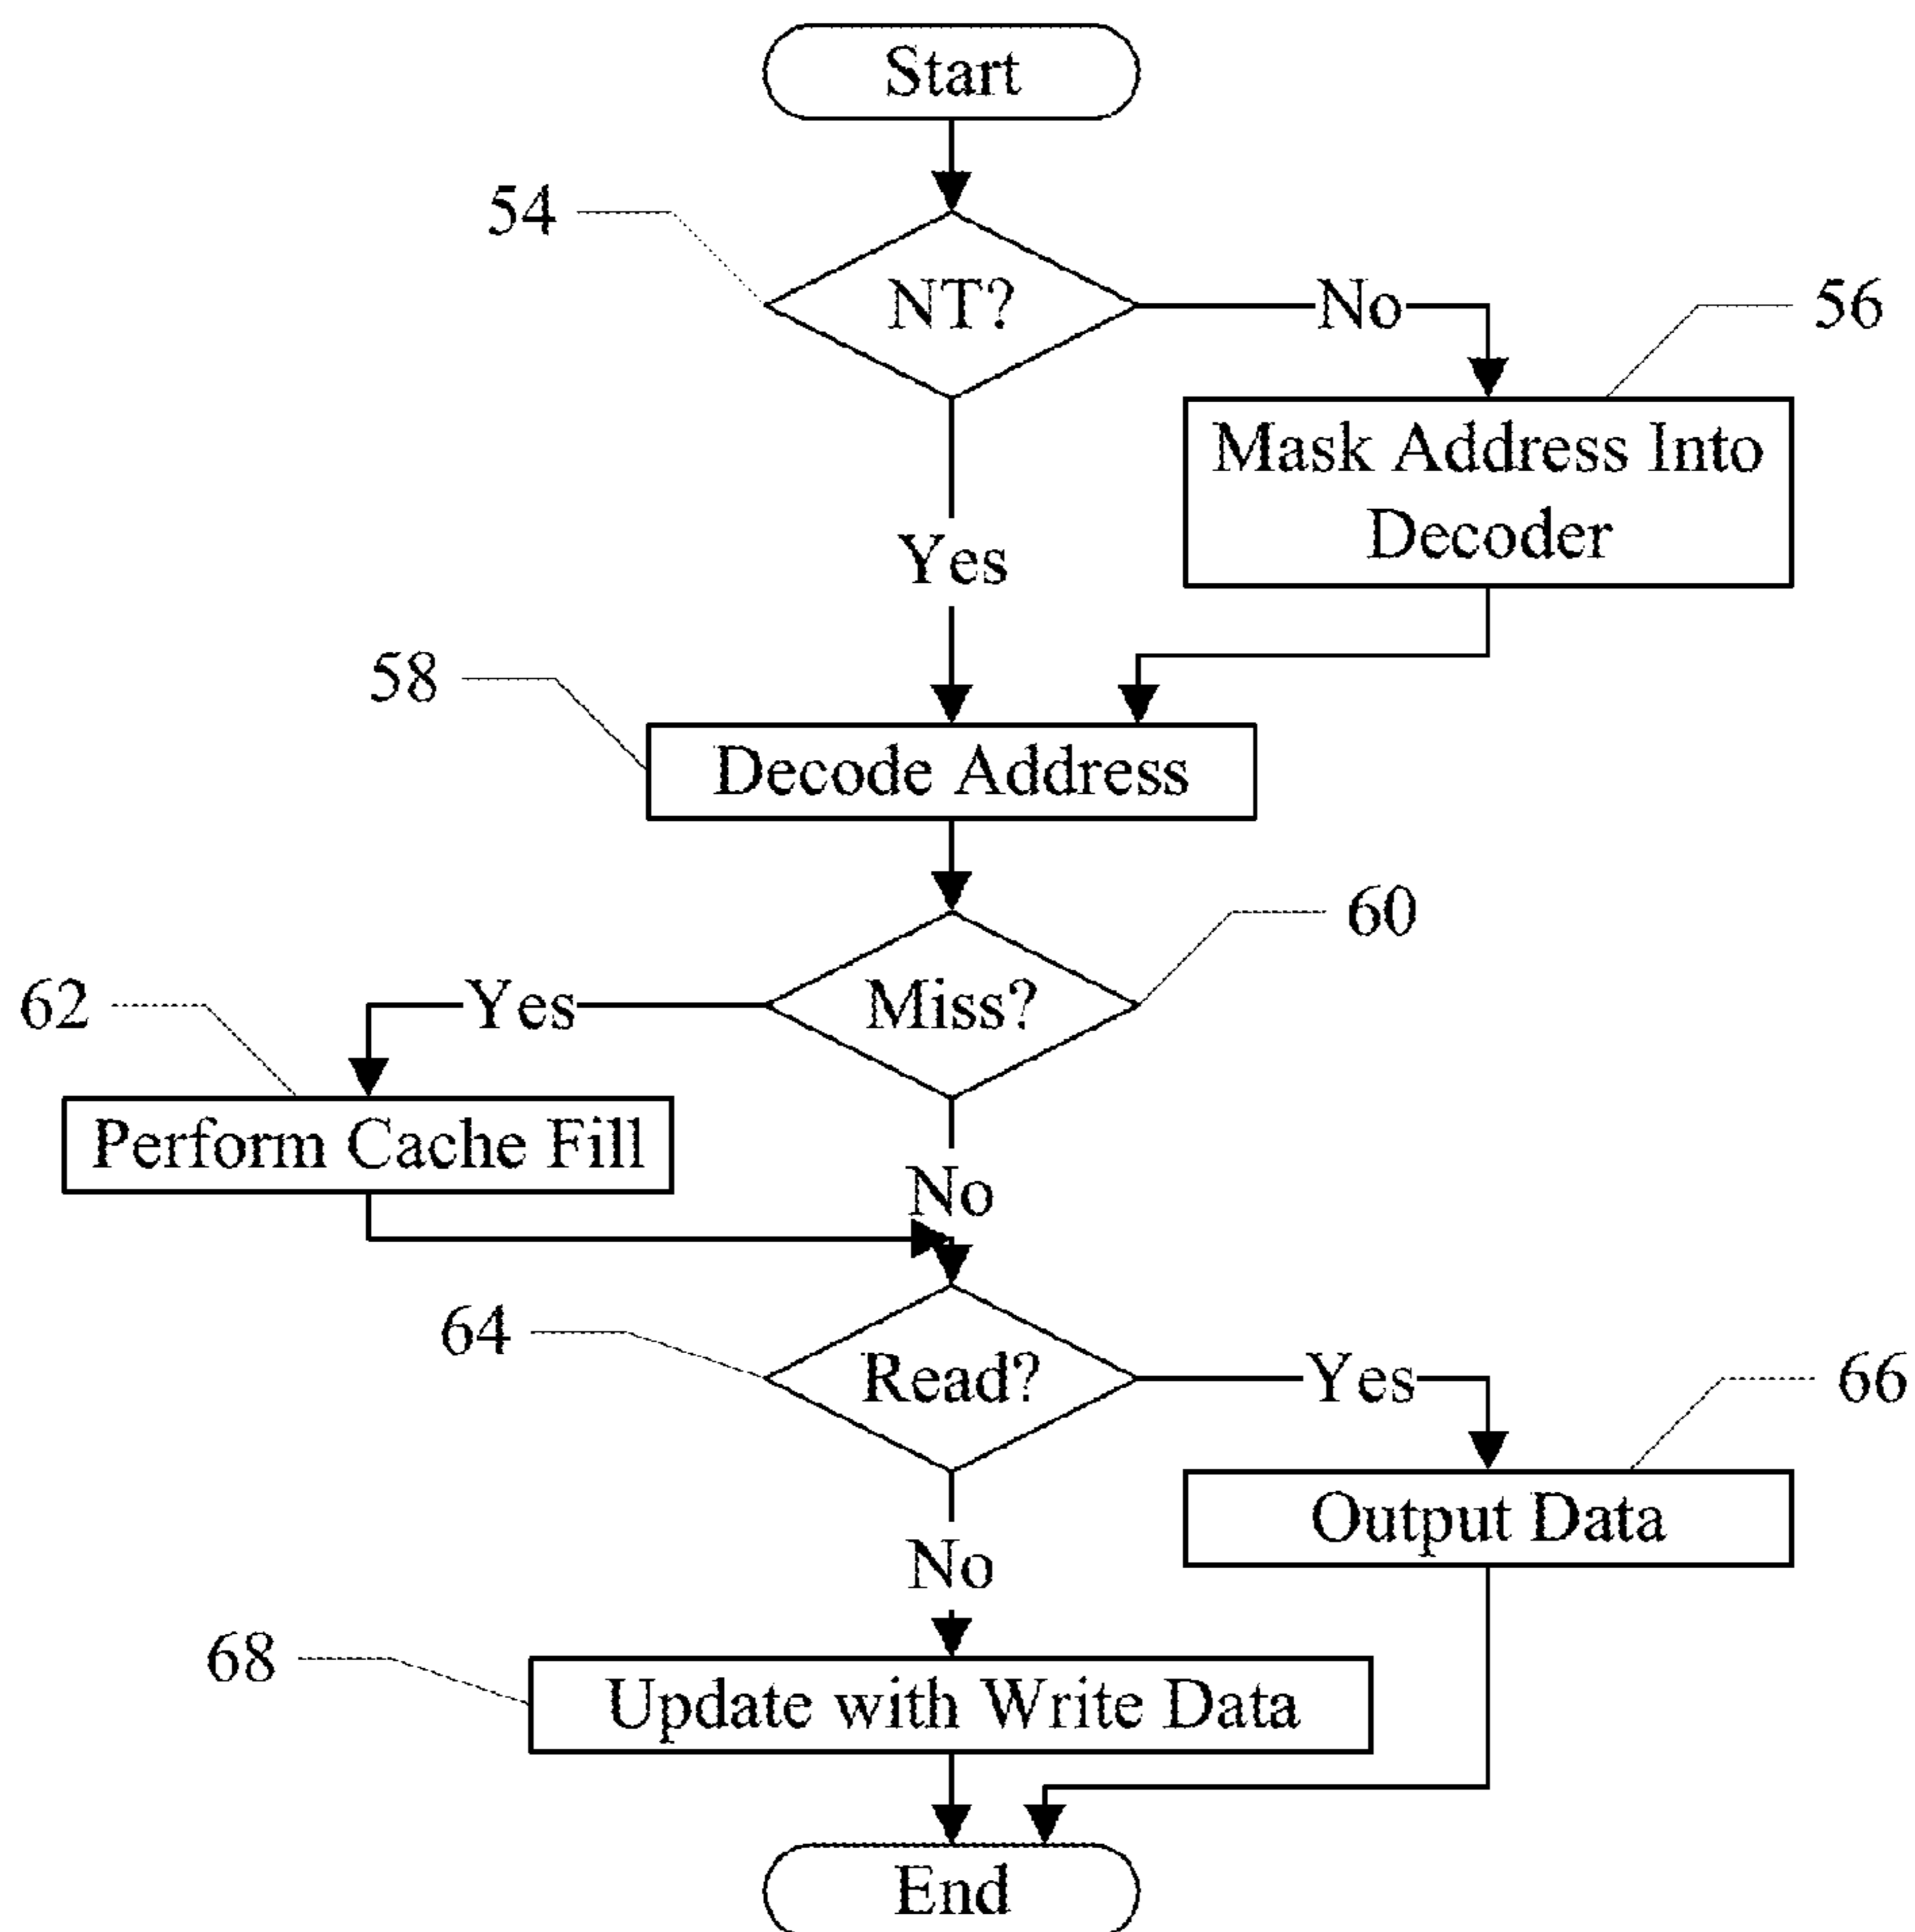 Start
54
NT?
No
56
Mask Address Into
Decoder
Yes
58
Decode Address
60
Miss?
62
Yes
Perform Cache Fill
No
64
Read?
Yes
66
Output Data
No
68
Update with Write Data
End